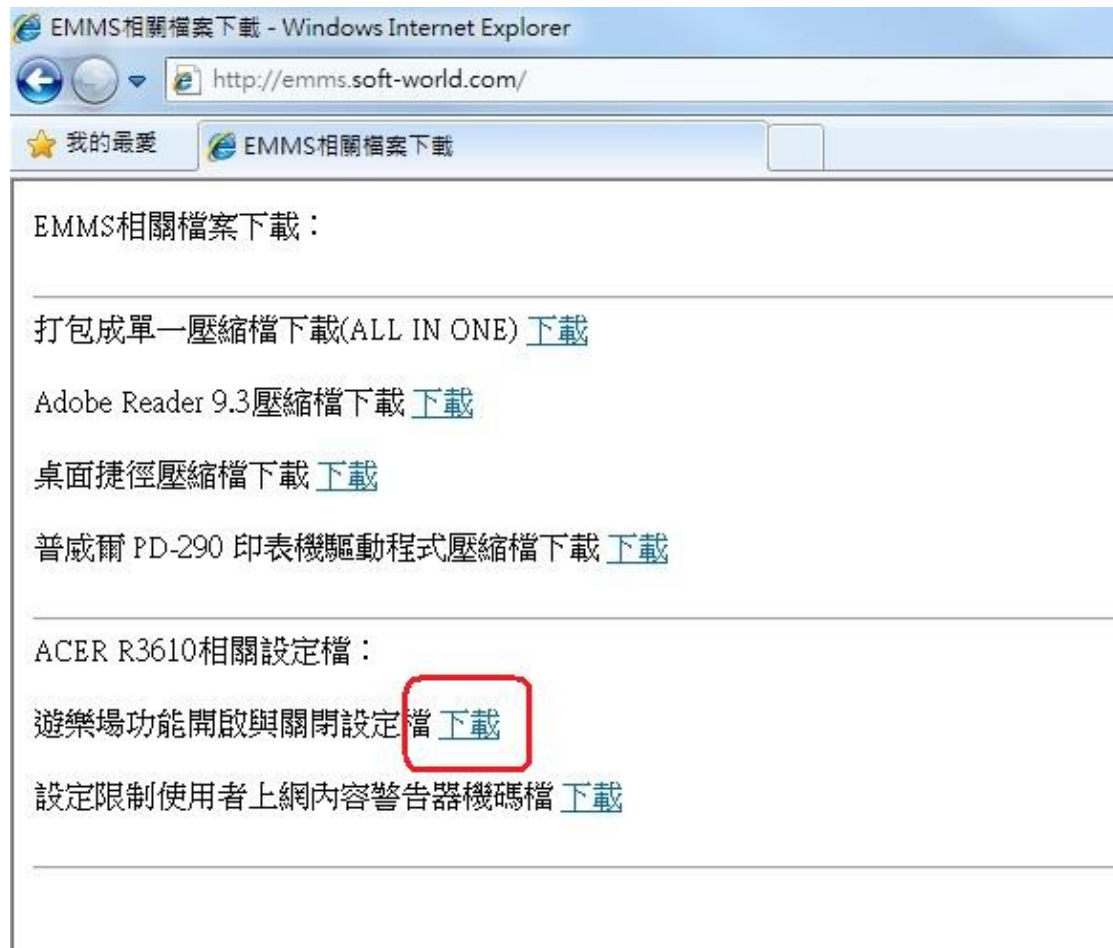 EMMS相關檔案下載 - Windows Internet Explorer
http://emms.soft-world.com/
我的最愛 EMMS相關檔案下載
EMMS相關檔案下載：
打包成單一壓縮檔下載(ALL IN ONE) 下載
Adobe Reader 9.3壓縮檔下載 下載
桌面捷徑壓縮檔下載 下載
普威爾 PD-290 印表機驅動程式壓縮檔下載 下載
ACER R3610相關設定檔：
遊樂場功能開啟與關閉設定檔 下載
設定限制使用者上網內容警告器機碼檔 下載